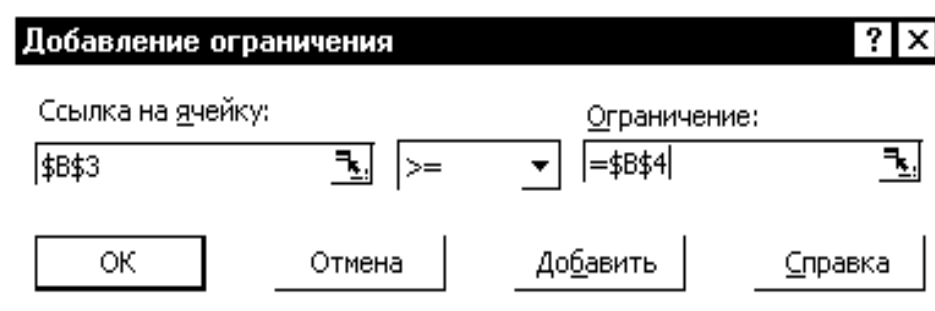 Добавление ограничения ? X
Ссылка на ячейку: Ограничение:
$B$3 >= =$B$4
ОК Отмена Добавить Справка